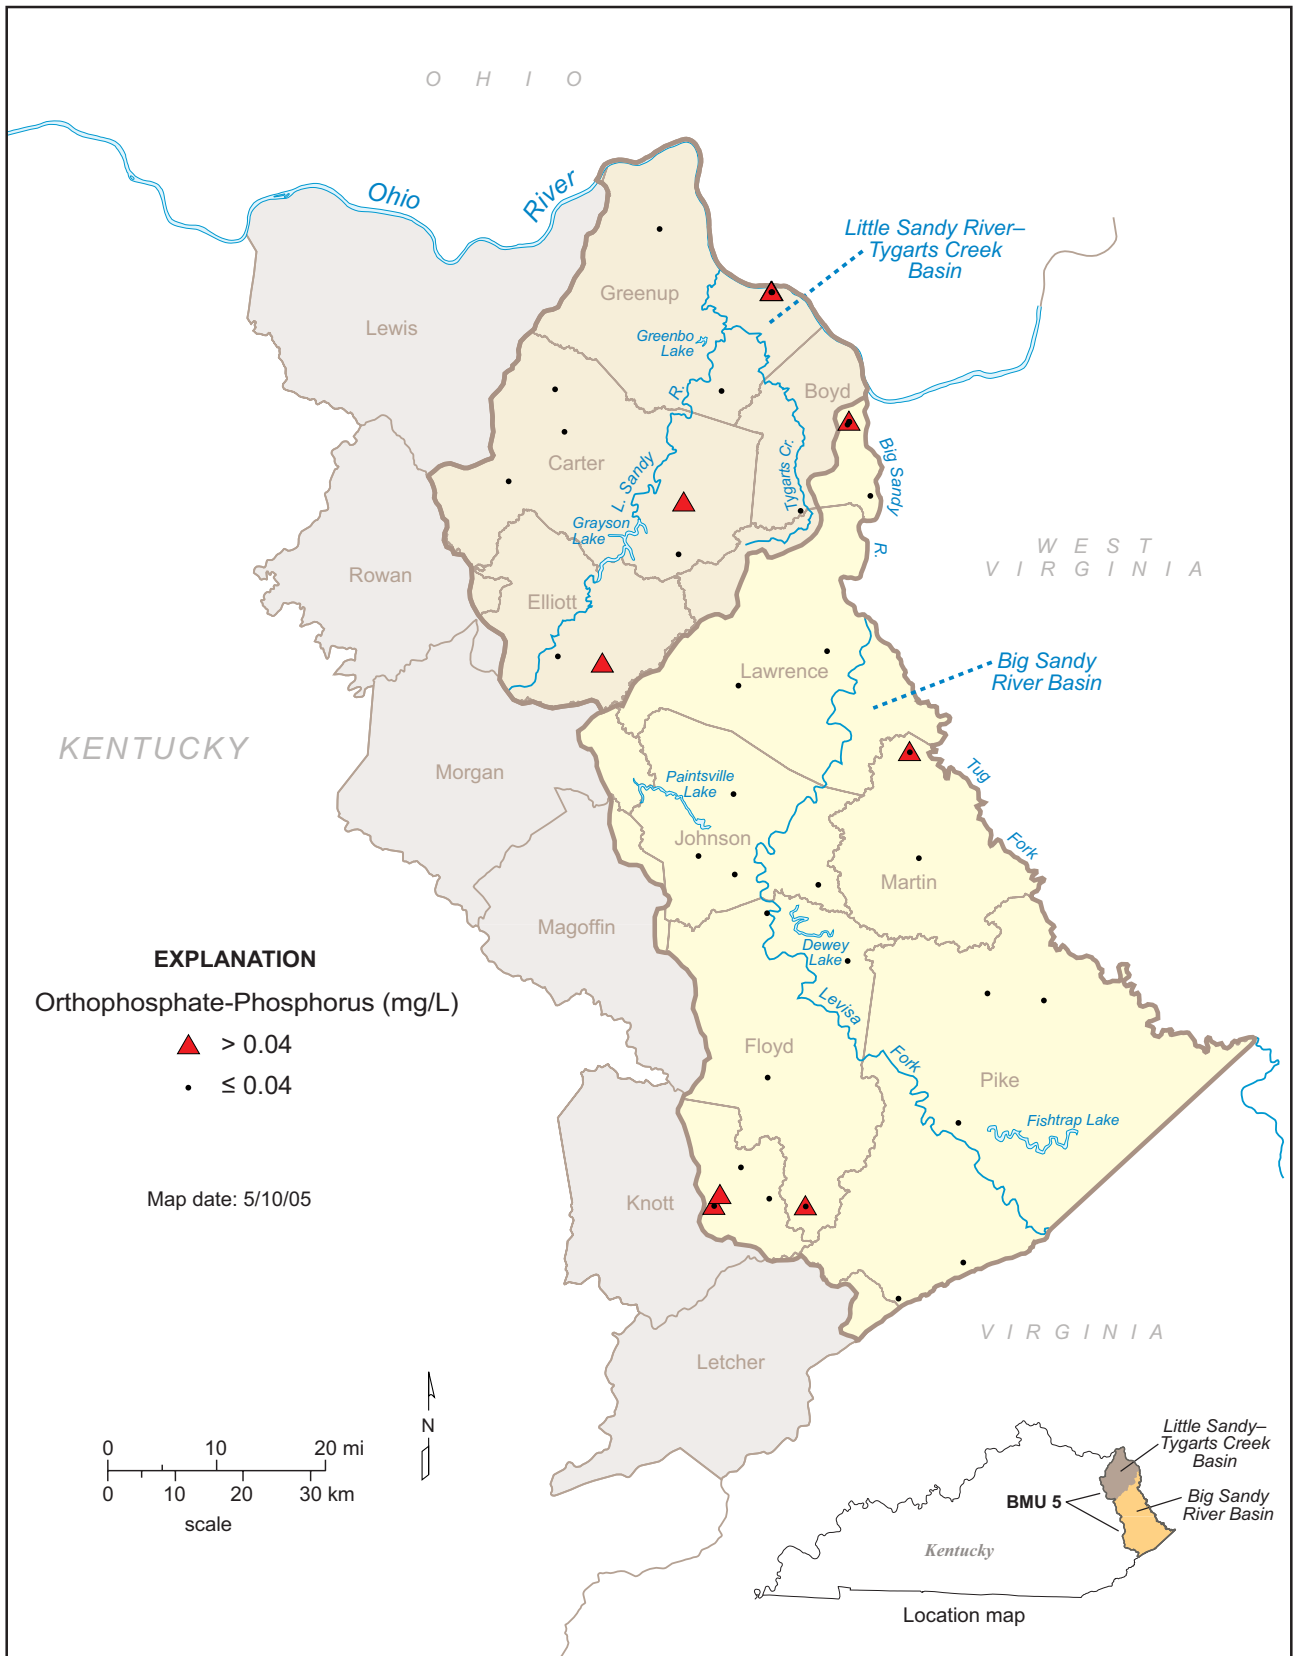 O H I O
Ohio
River
Little Sandy River–
Tygarts Creek
Basin
Greenup
Lewis
Greenbo
Lake
Boyd
R.
Big Sandy
R.
Carter
L. Sandy
Tygarts Cr.
Grayson
Lake
W E S T
V I R G I N I A
Rowan
Elliott
Lawrence
Big Sandy
River Basin
KENTUCKY
Morgan
Paintsville
Lake
Tug
Fork
Johnson
Martin
Magoffin
Dewey
Lake
Levisa
Fork
EXPLANATION
Orthophosphate-Phosphorus (mg/L)
> 0.04
≤ 0.04
Floyd
Pike
Fishtrap Lake
Map date: 5/10/05
Knott
V I R G I N I A
Letcher
N
0 10 20 mi
0 10 20 30 km
scale
Little Sandy–
Tygarts Creek
Basin
BMU 5
Big Sandy
River Basin
Kentucky
Location map